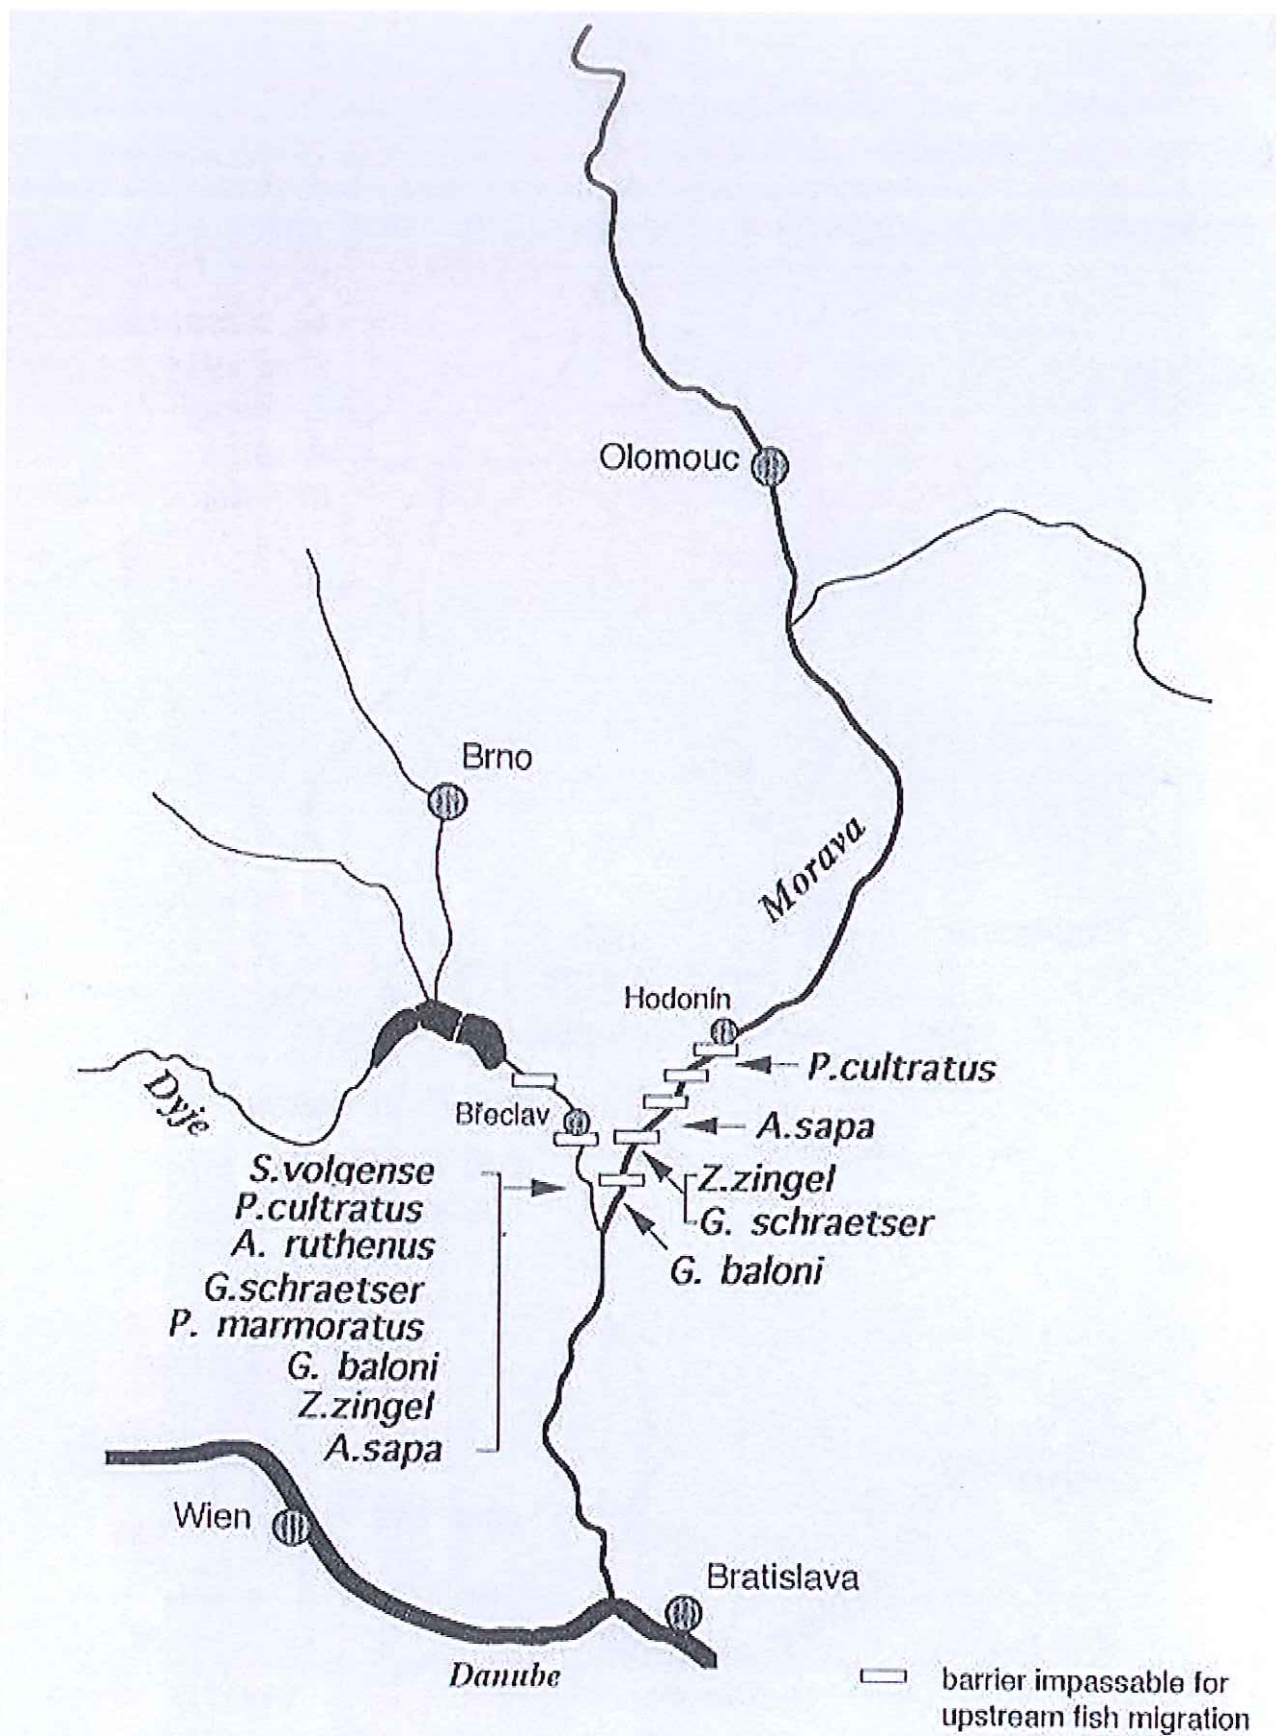 Olomouc
Brno
Morava
Hodonín
P.cultratus
Dyje
Břeclav
A.sapa
S.volgense
Z.zingel
P.cultratus
G. schraetser
A. ruthenus
G. baloni
G.schraetser
P. marmoratus
G. baloni
Z.zingel
A.sapa
Wien
Bratislava
Danube
barrier impassable for
upstream fish migration